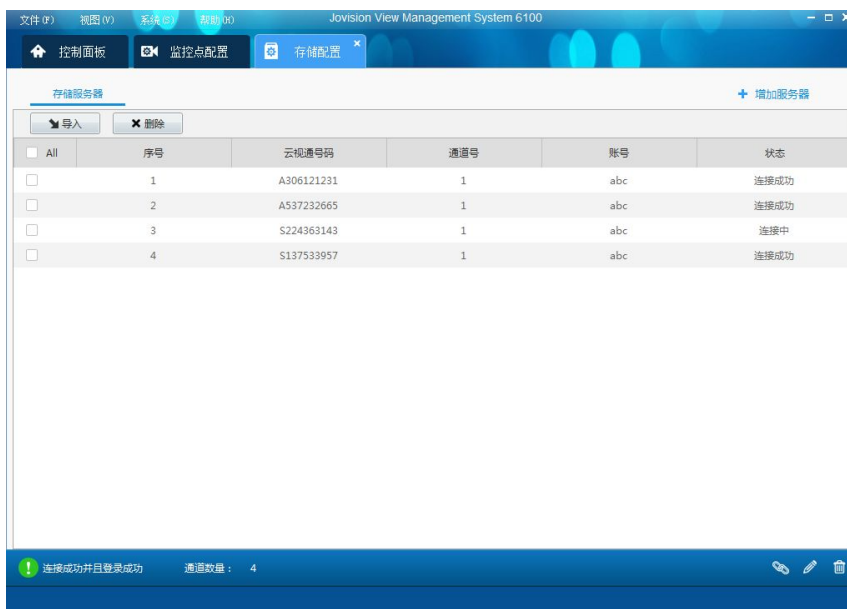 文件(F) 视图(V) 系统(S) 帮助(H) Jovision View Management System 6100
控制面板 监控点配置 存储配置
存储服务器 增加服务器
导入 删除
All 序号 云视通号码 通道号 账号 状态
1 A306121231 1 abc 连接成功
2 A537232665 1 abc 连接成功
3 S224363143 1 abc 连接中
4 S137533957 1 abc 连接成功
连接成功并且登录成功 通道数量： 4